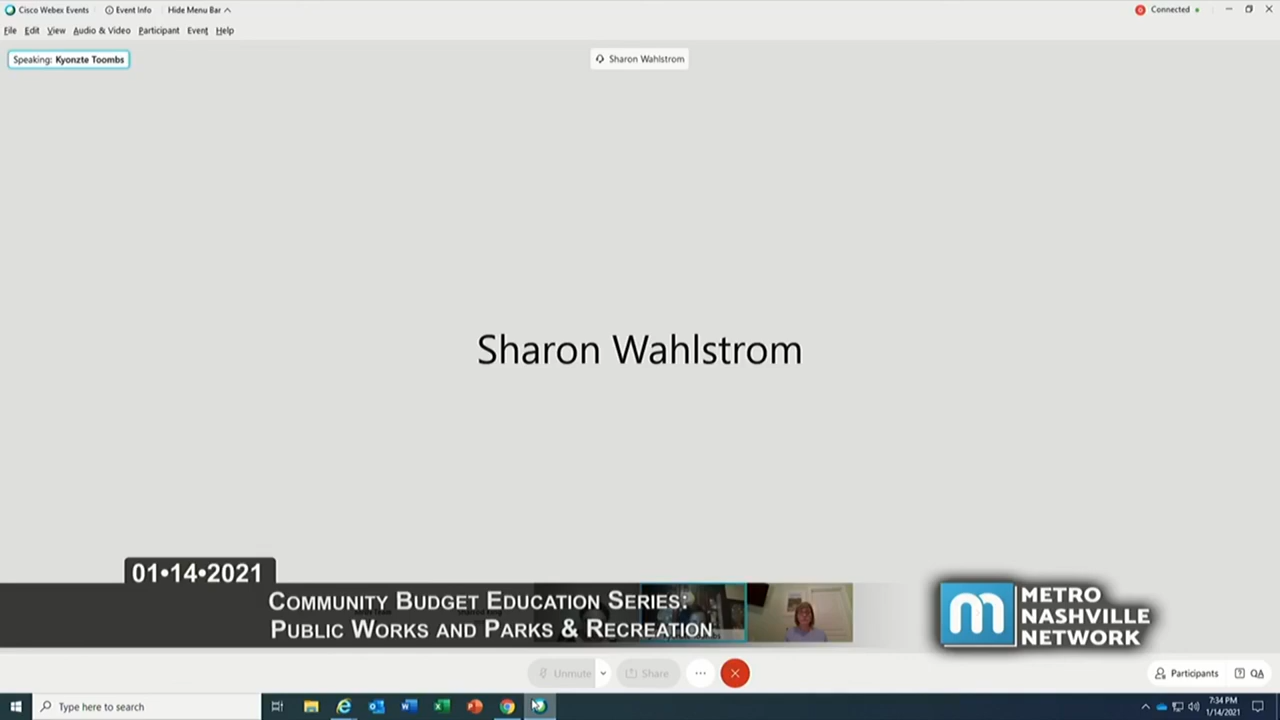 Cisco Webex Events Event Info Hide Menu Bar Connected
File Edit View Audio & Video Participant Event Help
Speaking: Kyonzte Toombs
Sharon Wahlstrom
Sharon Wahlstrom
01•14•2021
COMMUNITY BUDGET EDUCATION SERIES:
PUBLIC WORKS AND PARKS & RECREATION
m METRO
NASHVILLE
NETWORK
Unmute Share Participants Q&A
Type here to search
7:34 PM
1/14/2021